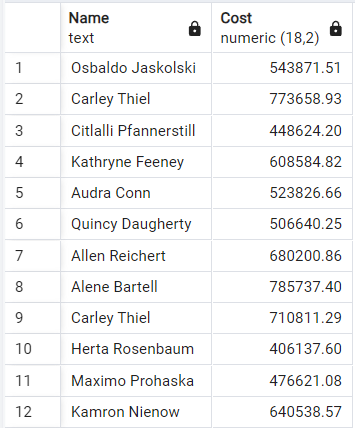 Name Cost
text numeric (18,2)
1 Osbaldo Jaskolski 543871.51
2 Carley Thiel 773658.93
3 Citlalli Pfannerstill 448624.20
4 Kathryne Feeney 608584.82
5 Audra Conn 523826.66
6 Quincy Daugherty 506640.25
7 Allen Reichert 680200.86
8 Alene Bartell 785737.40
9 Carley Thiel 710811.29
10 Herta Rosenbaum 406137.60
11 Maximo Prohaska 476621.08
12 Kamron Nienow 640538.57